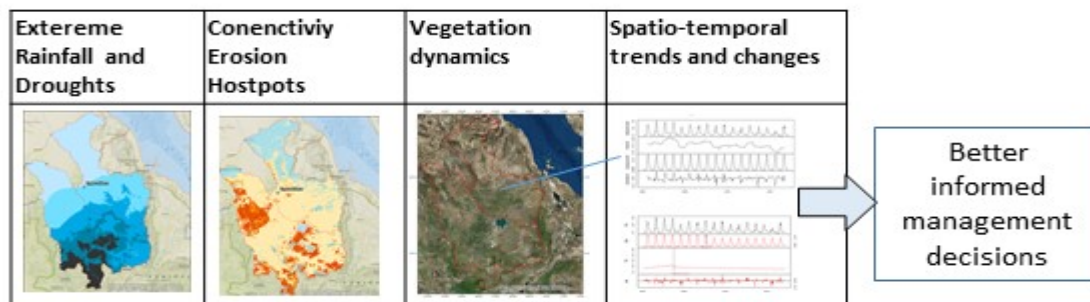 Extereme
Rainfall and
Droughts
Conenctiviy
Erosion
Hostpots
Vegetation
dynamics
Spatio-temporal
trends and changes
Better
informed
management
decisions